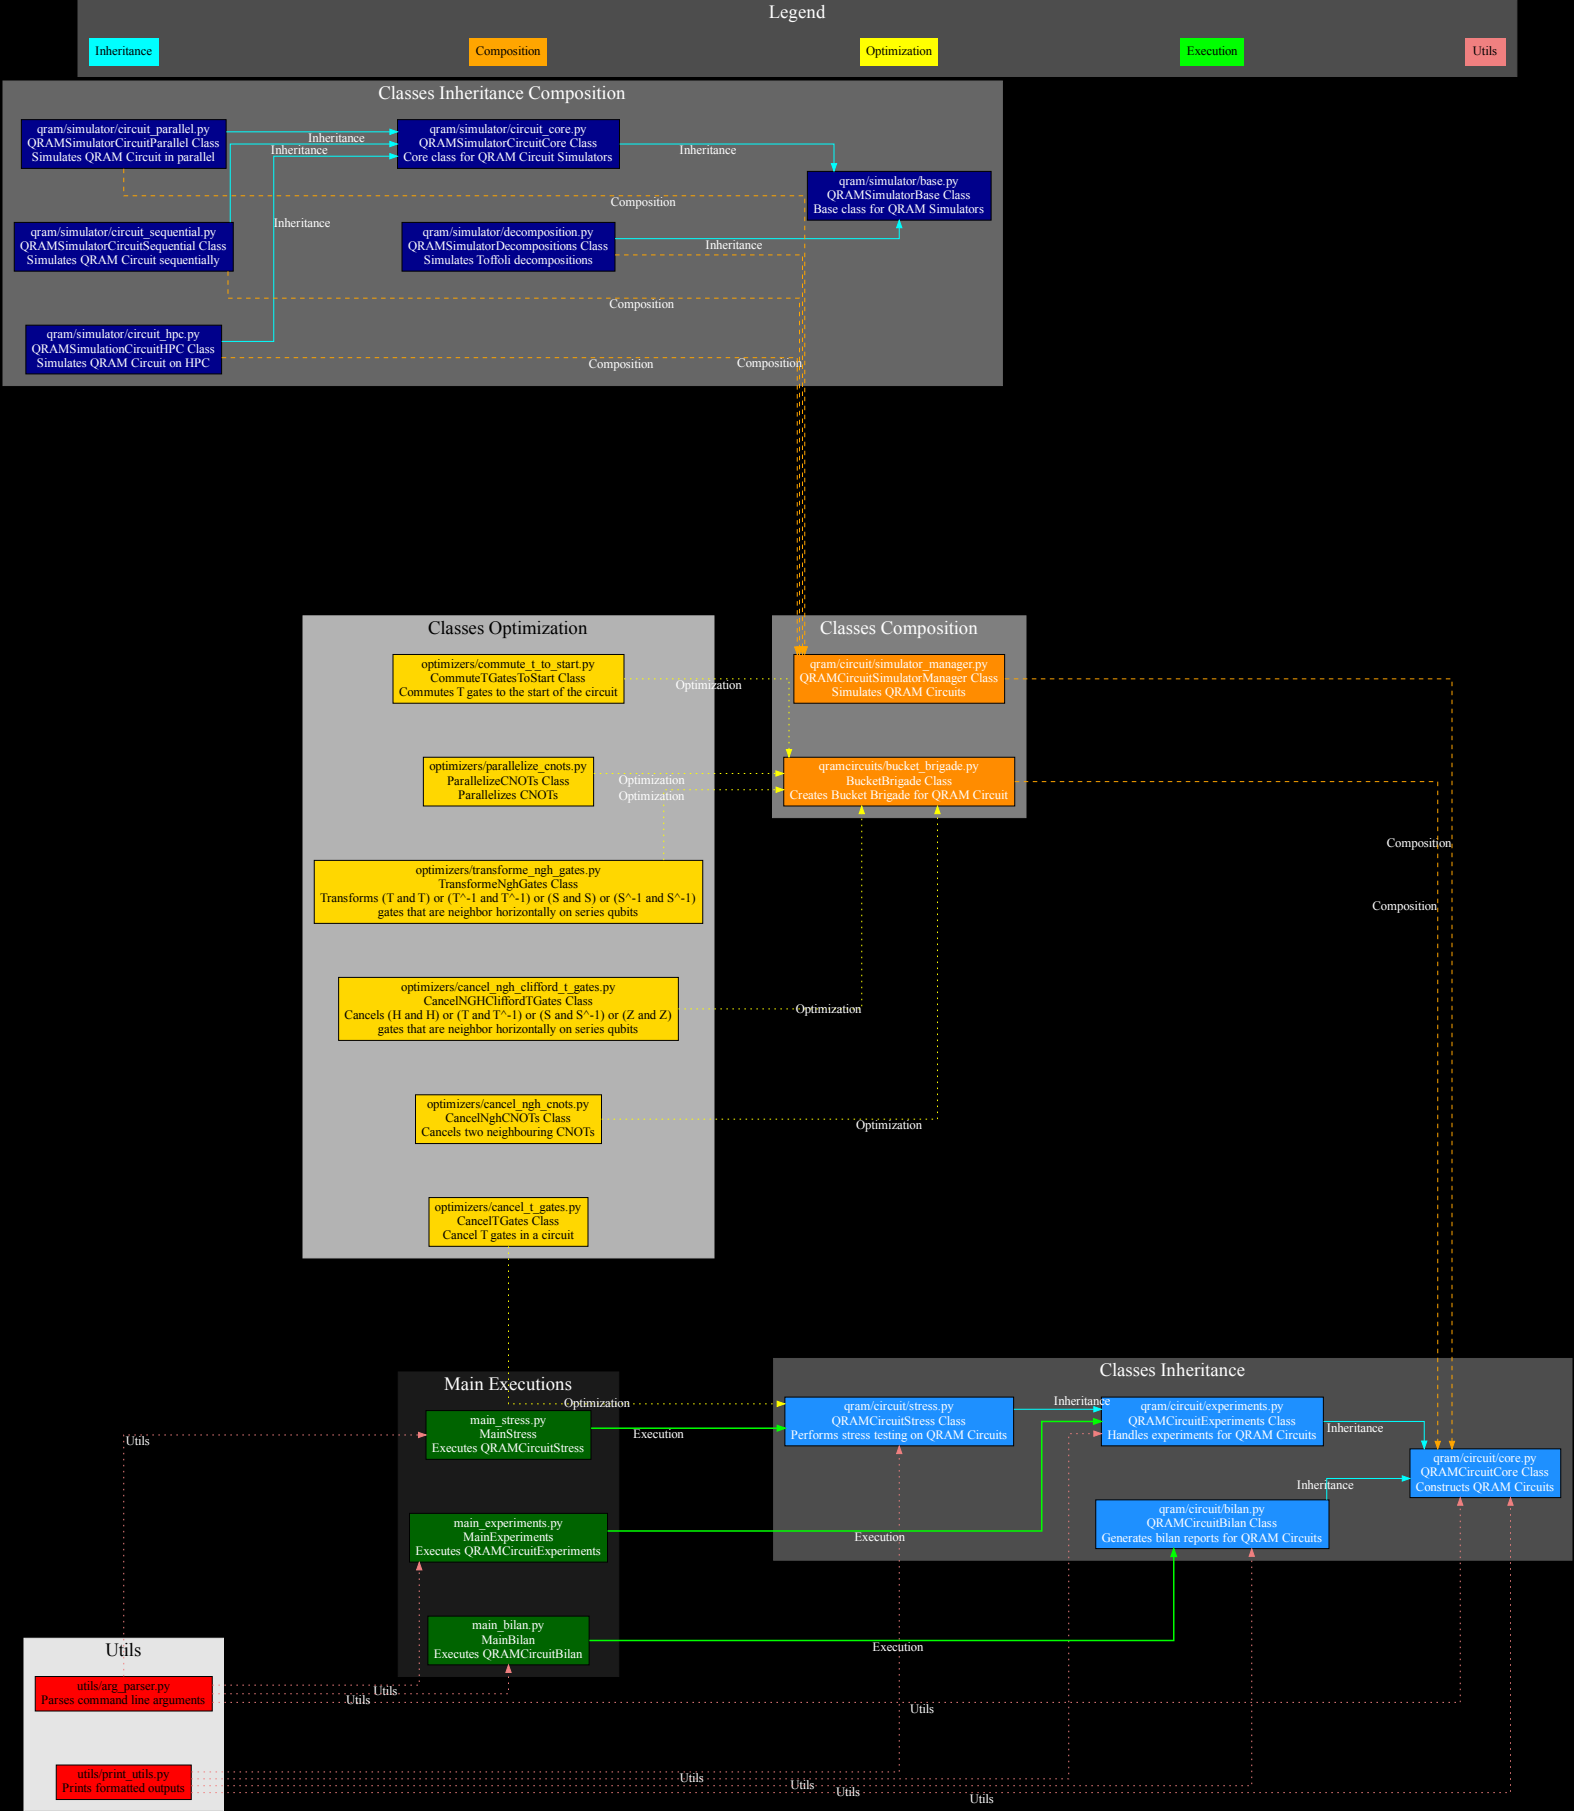 Legend
Inheritance
Composition
Optimization
Execution
Utils
Classes Inheritance Composition
qram/simulator/circuit_parallel.py
QRAMSimulatorCircuitParallel Class
Simulates QRAM Circuit in parallel
Inheritance
Inheritance
qram/simulator/circuit_core.py
QRAMSimulatorCircuitCore Class
Core class for QRAM Circuit Simulators
Inheritance
qram/simulator/base.py
QRAMSimulatorBase Class
Base class for QRAM Simulators
Composition
qram/simulator/circuit_sequential.py
QRAMSimulatorCircuitSequential Class
Simulates QRAM Circuit sequentially
Inheritance
qram/simulator/decomposition.py
QRAMSimulatorDecompositions Class
Simulates Toffoli decompositions
Inheritance
Composition
qram/simulator/circuit_hpc.py
QRAMSimulationCircuitHPC Class
Simulates QRAM Circuit on HPC
Composition
Composition
Classes Optimization
optimizers/commute_t_to_start.py
CommuteTGatesToStart Class
Commutes T gates to the start of the circuit
Optimization
Classes Composition
qram/circuit/simulator_manager.py
QRAMCircuitSimulatorManager Class
Simulates QRAM Circuits
optimizers/parallelize_cnots.py
ParallelizeCNOTs Class
Parallelizes CNOTs
Optimization
Optimization
qramcircuits/bucket_brigade.py
BucketBrigade Class
Creates Bucket Brigade for QRAM Circuit
Composition
Composition
optimizers/transforme_ngh_gates.py
TransformeNghGates Class
Transforms (T and T) or (T^-1 and T^-1) or (S and S) or (S^-1 and S^-1)
gates that are neighbor horizontally on series qubits
optimizers/cancel_ngh_clifford_t_gates.py
CancelNGHCliffordTGates Class
Cancels (H and H) or (T and T^-1) or (S and S^-1) or (Z and Z)
gates that are neighbor horizontally on series qubits
Optimization
optimizers/cancel_ngh_cnots.py
CancelNghCNOTs Class
Cancels two neighbouring CNOTs
Optimization
optimizers/cancel_t_gates.py
CancelTGates Class
Cancel T gates in a circuit
Main Executions
Optimization
main_stress.py
MainStress
Executes QRAMCircuitStress
Execution
Utils
Classes Inheritance
qram/circuit/stress.py
QRAMCircuitStress Class
Performs stress testing on QRAM Circuits
Inheritance
qram/circuit/experiments.py
QRAMCircuitExperiments Class
Handles experiments for QRAM Circuits
Inheritance
qram/circuit/core.py
QRAMCircuitCore Class
Constructs QRAM Circuits
Inheritance
qram/circuit/bilan.py
QRAMCircuitBilan Class
Generates bilan reports for QRAM Circuits
main_experiments.py
MainExperiments
Executes QRAMCircuitExperiments
Execution
main_bilan.py
MainBilan
Executes QRAMCircuitBilan
Execution
Utils
utils/arg_parser.py
Parses command line arguments
Utils
Utils
Utils
utils/print_utils.py
Prints formatted outputs
Utils
Utils
Utils
Utils